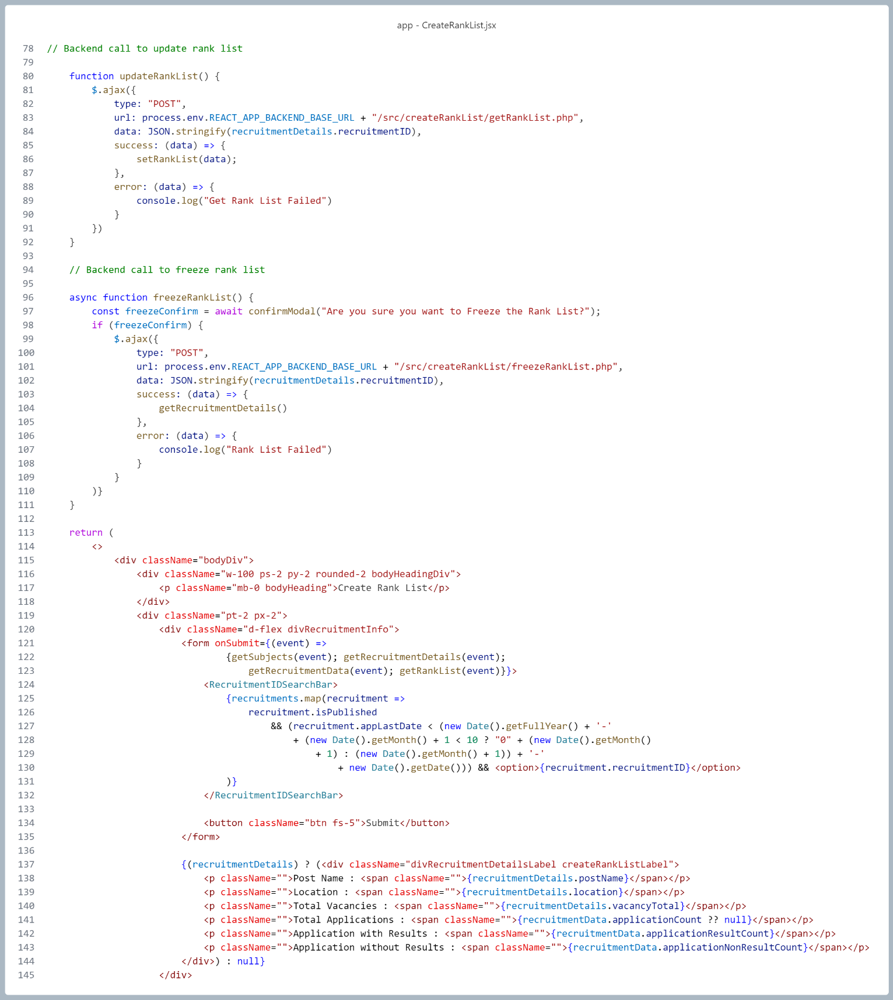 app - CreateRankList.jsx
78 // Backend call to update rank list
79
80     function updateRankList() {
81         $.ajax({
82             type: "POST",
83             url: process.env.REACT_APP_BACKEND_BASE_URL + "/src/createRankList/getRankList.php",
84             data: JSON.stringify(recruitmentDetails.recruitmentID),
85             success: (data) => {
86                 setRankList(data);
87             },
88             error: (data) => {
89                 console.log("Get Rank List Failed")
90             }
91         })
92     }
93
94     // Backend call to freeze rank list
95
96     async function freezeRankList() {
97         const freezeConfirm = await confirmModal("Are you sure you want to Freeze the Rank List?");
98         if (freezeConfirm) {
99             $.ajax({
100                 type: "POST",
101                 url: process.env.REACT_APP_BACKEND_BASE_URL + "/src/createRankList/freezeRankList.php",
102                 data: JSON.stringify(recruitmentDetails.recruitmentID),
103                 success: (data) => {
104                     getRecruitmentDetails()
105                 },
106                 error: (data) => {
107                     console.log("Rank List Failed")
108                 }
109             }
110         )}
111     }
112
113     return (
114         <>
115             <div className="bodyDiv">
116                 <div className="w-100 ps-2 py-2 rounded-2 bodyHeadingDiv">
117                     <p className="mb-0 bodyHeading">Create Rank List</p>
118                 </div>
119                 <div className="pt-2 px-2">
120                     <div className="d-flex divRecruitmentInfo">
121                         <form onSubmit={(event) =>
122                                 {getSubjects(event); getRecruitmentDetails(event);
123                                     getRecruitmentData(event); getRankList(event)}}>
124                             <RecruitmentIDSearchBar>
125                                 {recruitments.map(recruitment =>
126                                     recruitment.isPublished
127                                         && (recruitment.appLastDate < (new Date().getFullYear() + '-'
128                                             + (new Date().getMonth() + 1 < 10 ? "0" + (new Date().getMonth()
129                                                 + 1) : (new Date().getMonth() + 1)) + '-'
130                                                     + new Date().getDate())) && <option>{recruitment.recruitmentID}</option>
131                                 )}
132                             </RecruitmentIDSearchBar>
133
134                             <button className="btn fs-5">Submit</button>
135                         </form>
136
137                         {(recruitmentDetails) ? (<div className="divRecruitmentDetailsLabel createRankListLabel">
138                             <p className="">Post Name : <span className="">{recruitmentDetails.postName}</span></p>
139                             <p className="">Location : <span className="">{recruitmentDetails.location}</span></p>
140                             <p className="">Total Vacancies : <span className="">{recruitmentDetails.vacancyTotal}</span></p>
141                             <p className="">Total Applications : <span className="">{recruitmentData.applicationCount ?? null}</span></p>
142                             <p className="">Application with Results : <span className="">{recruitmentData.applicationResultCount}</span></p>
143                             <p className="">Application without Results : <span className="">{recruitmentData.applicationNonResultCount}</span></p>
144                         </div>) : null}
145                     </div>